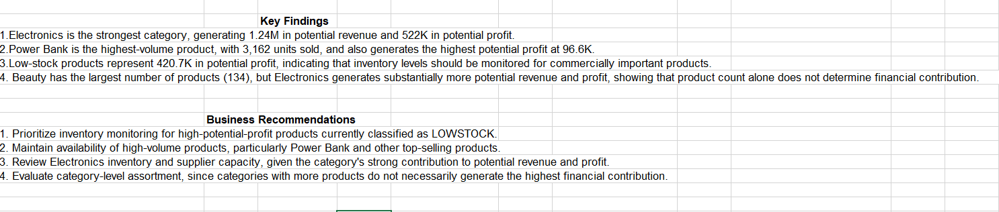 Key Findings
1.Electronics is the strongest category, generating 1.24M in potential revenue and 522K in potential profit.
2.Power Bank is the highest-volume product, with 3,162 units sold, and also generates the highest potential profit at 96.6K.
3.Low-stock products represent 420.7K in potential profit, indicating that inventory levels should be monitored for commercially important products.
4. Beauty has the largest number of products (134), but Electronics generates substantially more potential revenue and profit, showing that product count alone does not determine financial contribution.
Business Recommendations
1. Prioritize inventory monitoring for high-potential-profit products currently classified as LOWSTOCK.
2. Maintain availability of high-volume products, particularly Power Bank and other top-selling products.
3. Review Electronics inventory and supplier capacity, given the category's strong contribution to potential revenue and profit.
4. Evaluate category-level assortment, since categories with more products do not necessarily generate the highest financial contribution.